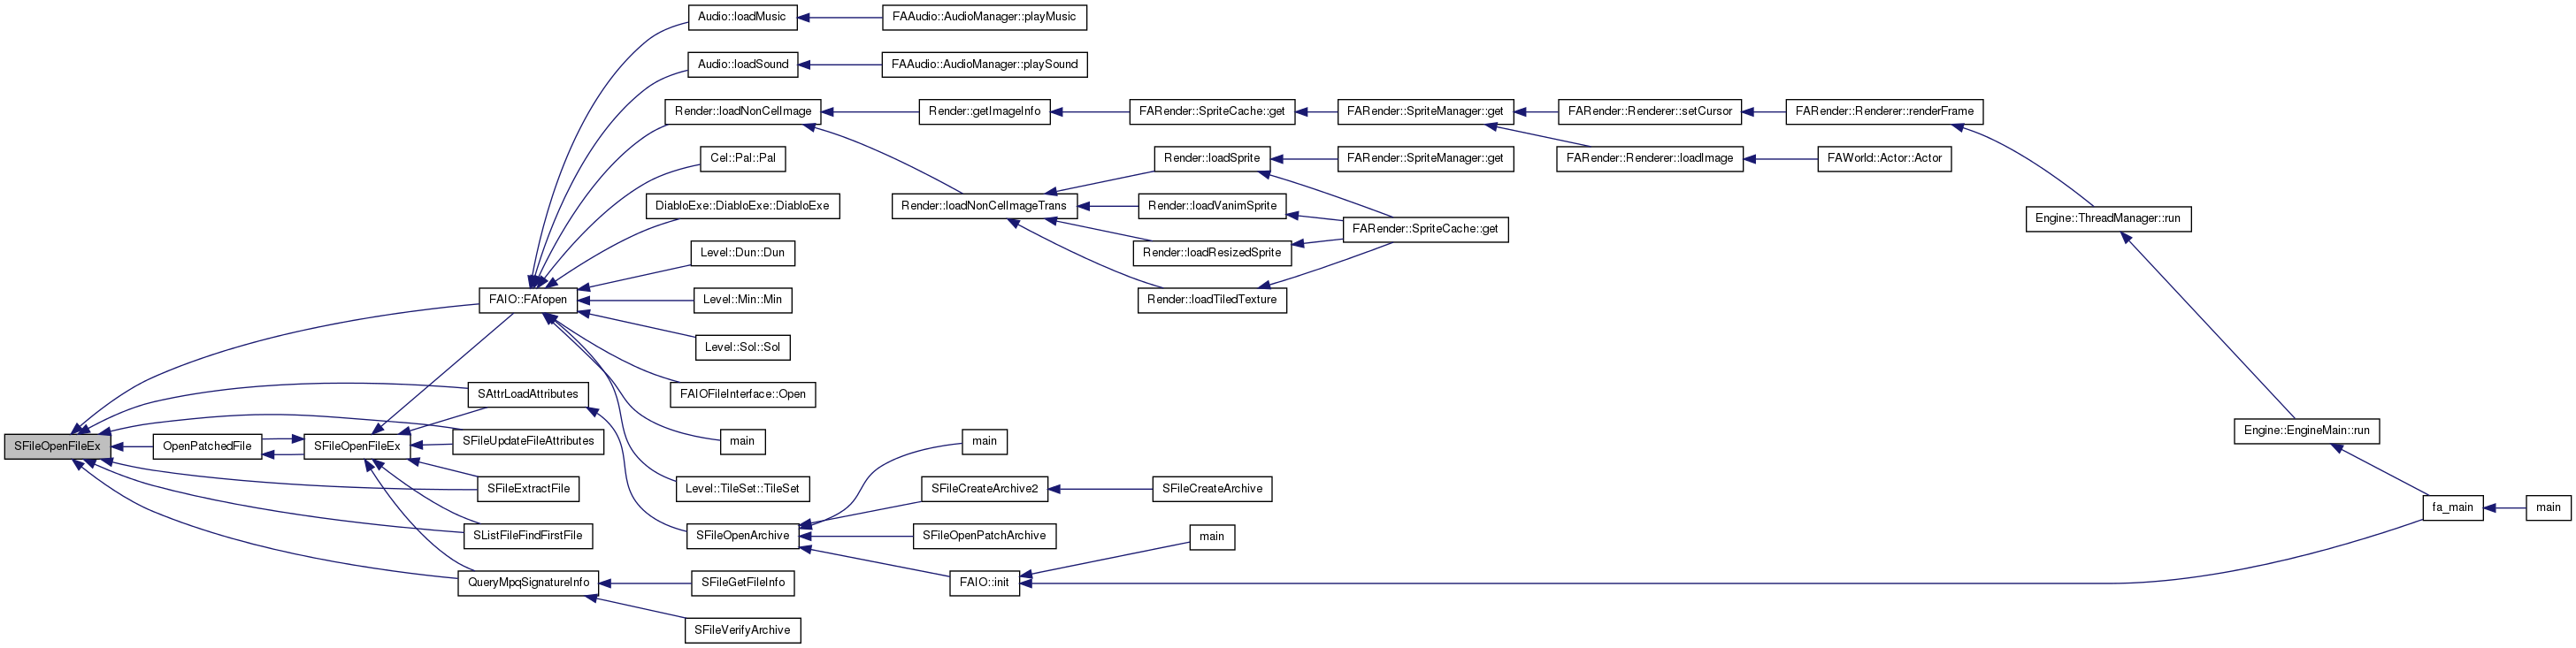 Audio::loadMusic
FAAudio::AudioManager::playMusic
Audio::loadSound
FAAudio::AudioManager::playSound
Render::loadNonCelImage
Render::getImageInfo
FARender::SpriteCache::get
FARender::SpriteManager::get
FARender::Renderer::setCursor
FARender::Renderer::renderFrame
Cel::Pal::Pal
Render::loadSprite
FARender::SpriteManager::get
FARender::Renderer::loadImage
FAWorld::Actor::Actor
DiabloExe::DiabloExe::DiabloExe
Render::loadNonCelImageTrans
Render::loadVanimSprite
FARender::SpriteCache::get
Engine::ThreadManager::run
Level::Dun::Dun
Render::loadResizedSprite
FAIO::FAfopen
Level::Min::Min
Render::loadTiledTexture
Level::Sol::Sol
SAttrLoadAttributes
FAIOFileInterface::Open
SFileOpenFileEx
OpenPatchedFile
SFileOpenFileEx
SFileUpdateFileAttributes
main
main
Engine::EngineMain::run
SFileExtractFile
Level::TileSet::TileSet
SFileCreateArchive2
SFileCreateArchive
fa_main
main
SListFileFindFirstFile
SFileOpenArchive
SFileOpenPatchArchive
main
QueryMpqSignatureInfo
SFileGetFileInfo
FAIO::init
SFileVerifyArchive